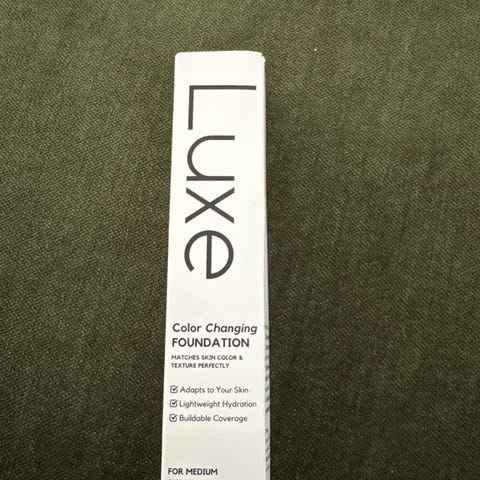 Luxe
Color Changing
FOUNDATION
MATCHES SKIN COLOR &
TEXTURE PERFECTLY
Adapts to Your Skin
Lightweight Hydration
Buildable Coverage
FOR MEDIUM